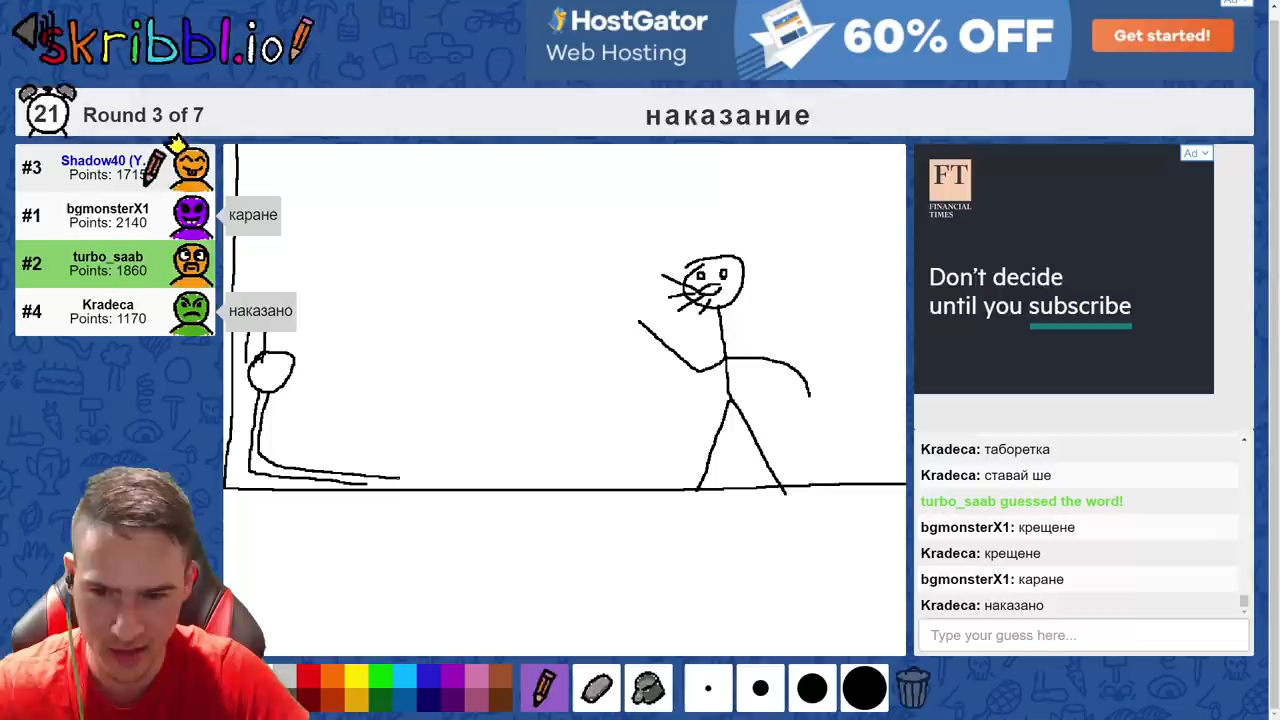 skribbl.io
HostGator
Web Hosting
60% OFF
Get started!
21
Round 3 of 7
наказание
#3
Shadow40 (Y.
Points: 1715
#1
bgmonsterX1
Points: 2140
каране
#2
turbo_saab
Points: 1860
#4
Kradeca
Points: 1170
наказано
Ad
FT
FINANCIAL
TIMES
Don't decide
until you subscribe
Kradeca: таборетка
Kradeca: ставай ше
turbo_saab guessed the word!
bgmonsterX1: крещене
Kradeca: крещене
bgmonsterX1: каране
Kradeca: наказано
Type your guess here...